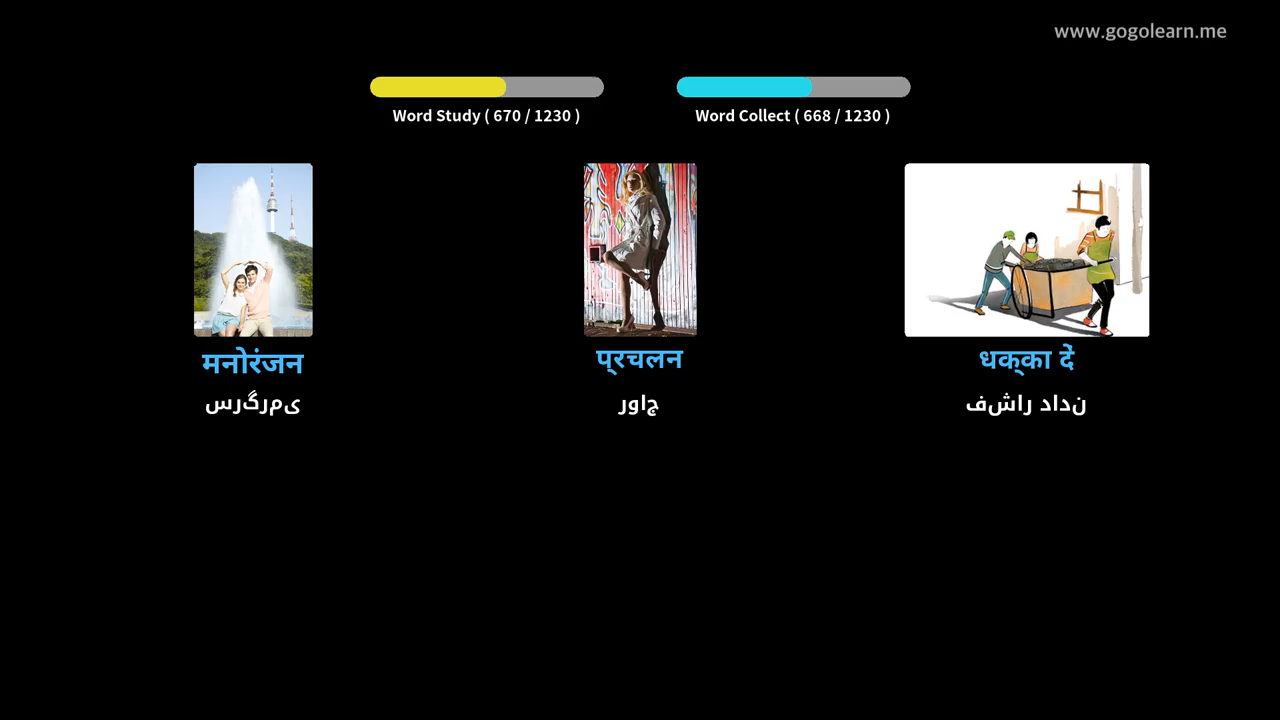 www.gogolearn.me
Word Study ( 670 / 1230 )
Word Collect ( 668 / 1230 )
मनोरंजन
प्‌रचलन
धक्‌का दें
سرگرمی
رواج
فشار دادن